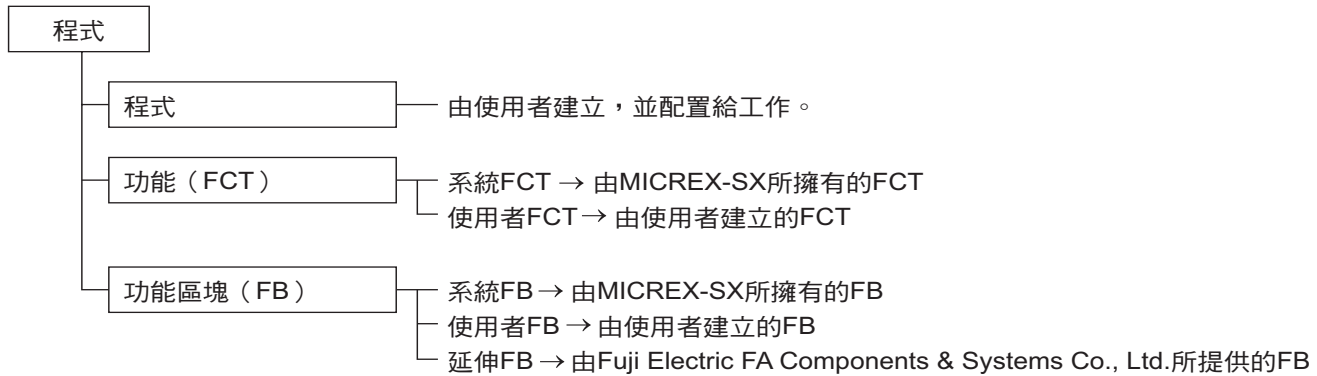 程式
程式 由使用者建立，並配置給工作。
功能（FCT） 系統FCT → 由MICREX-SX所擁有的FCT
使用者FCT → 由使用者建立的FCT
功能區塊（FB） 系統FB → 由MICREX-SX所擁有的FB
使用者FB → 由使用者建立的FB
延伸FB → 由Fuji Electric FA Components & Systems Co., Ltd.所提供的FB